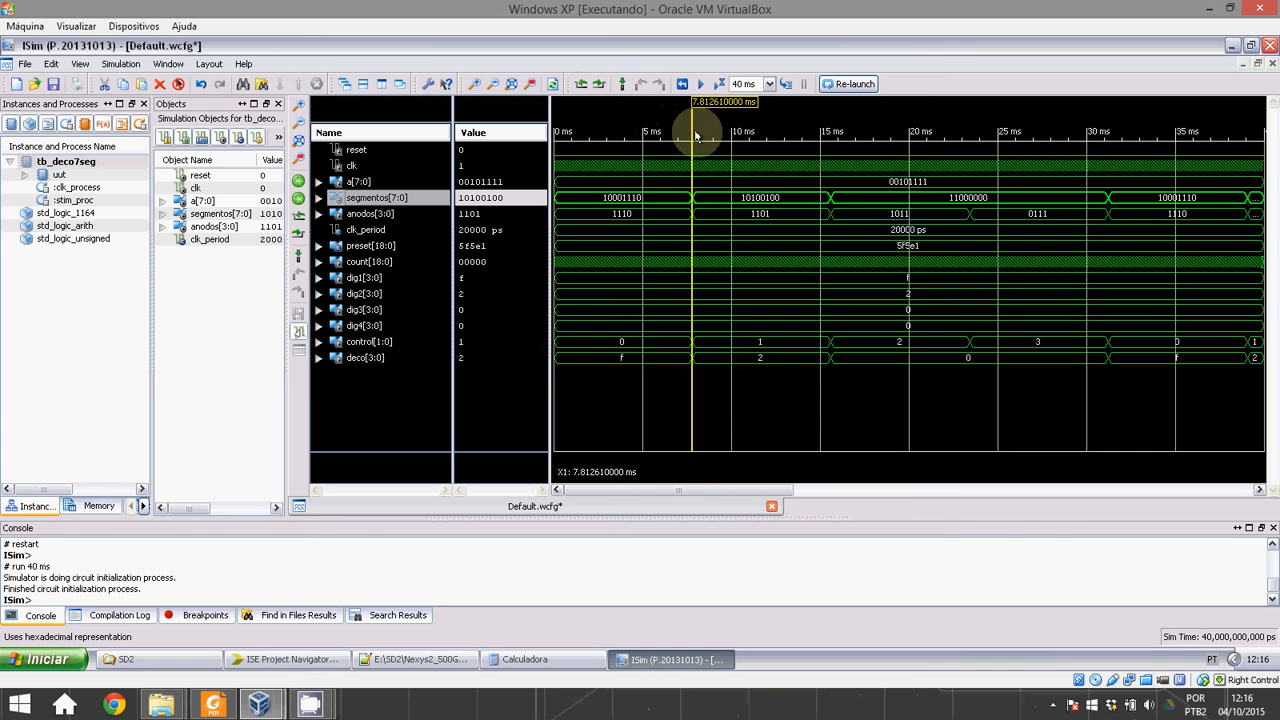 Windows XP [Executando] - Oracle VM VirtualBox
Máquina Visualizar Dispositivos Ajuda
ISim (P.20131013) - [Default.wcfg*]
File Edit View Simulation Window Layout Help
40 ms Re-launch
Instances and Processes
Instance and Process Name
tb_deco7seg
uut
:clk_process
:stim_proc
std_logic_1164
std_logic_arith
std_logic_unsigned
Instanc... Memory
Objects
Simulation Objects for tb_dec...
Object Name Value
reset 0
clk 1
a[7:0] 0010
segmentos[7:0] 1010
anodos[3:0] 1101
clk_period 2000
7.812610000 ms
Name Value 0 ms 5 ms 10 ms 15 ms 20 ms 25 ms 30 ms 35 ms
reset 0
clk 1
a[7:0] 00101111 00101111
segmentos[7:0] 10100100 10001110 10100100 11000000 10001110 ...
anodos[3:0] 1101 1110 1101 1011 0111 1110 ...
clk_period 20000 ps 20000 ps
preset[18:0] 5f5e1 5f5e1
count[18:0] 00000
dig1[3:0] f f
dig2[3:0] 2 2
dig3[3:0] 0 0
dig4[3:0] 0 0
control[1:0] 1 0 1 2 3 0 1
deco[3:0] 2 f 2 0 f 2
X1: 7.812610000 ms
Default.wcfg*
Console
# restart
ISim>
# run 40 ms
Simulator is doing circuit initialization process.
Finished circuit initialization process.
ISim>
Console Compilation Log Breakpoints Find in Files Results Search Results
Uses hexadecimal representation Sim Time: 40,000,000,000 ps
Iniciar SD2 ISE Project Navigator... E:\SD2\Nexys2_500G... Calculadora ISim (P.20131013) - [... PT 12:16
Right Control
POR
PTB2
12:16
04/10/2015